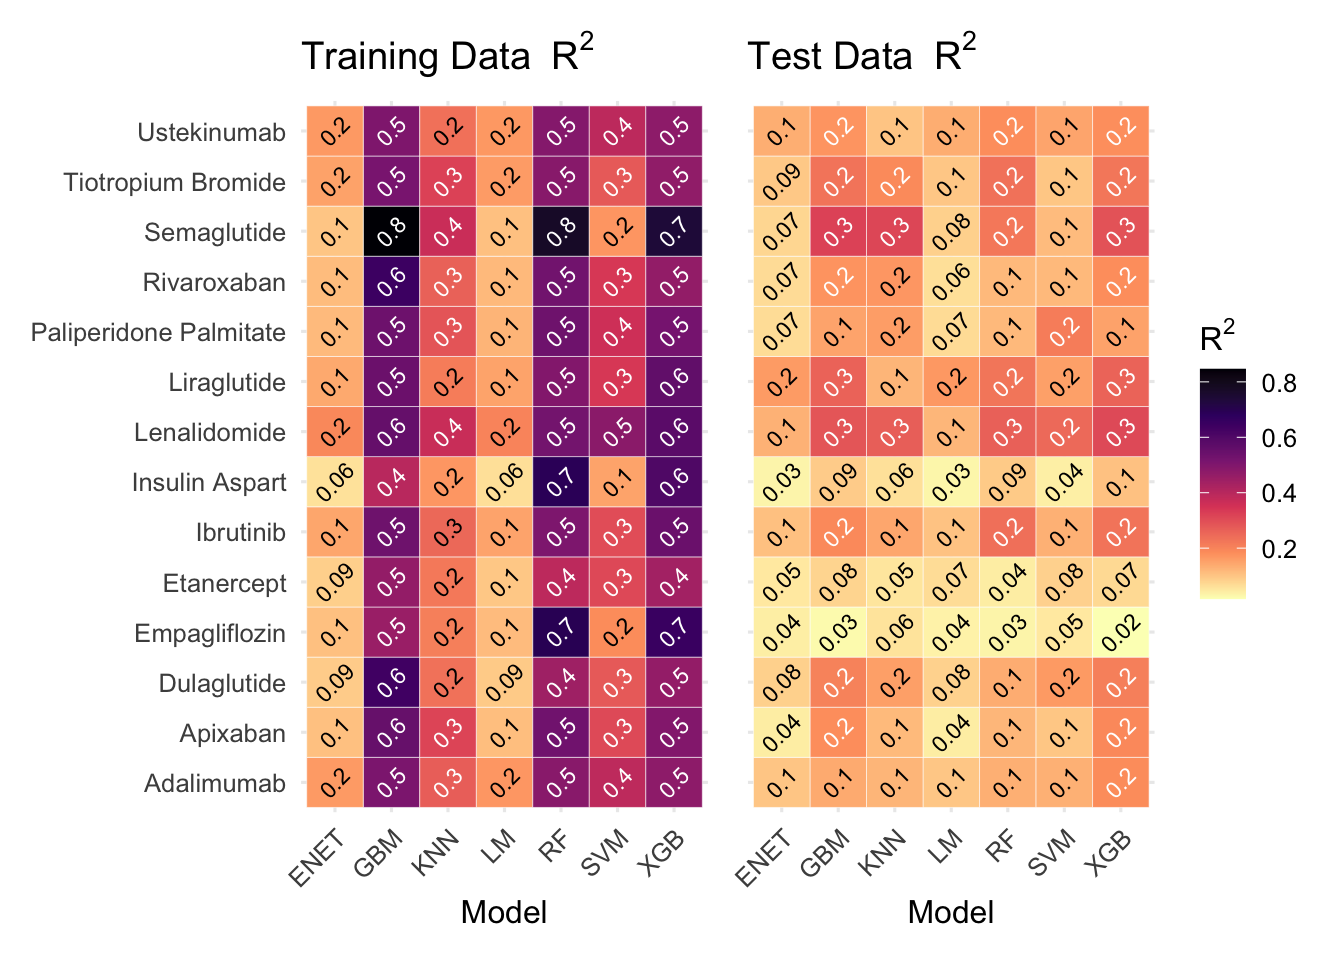 Training Data R²
Test Data R²
Ustekinumab 0.2 0.5 0.2 0.2 0.5 0.4 0.5 0.1 0.2 0.1 0.1 0.2 0.1 0.2
Tiotropium Bromide 0.2 0.5 0.3 0.2 0.5 0.3 0.5 0.09 0.2 0.2 0.1 0.2 0.1 0.2
Semaglutide 0.1 0.8 0.4 0.1 0.8 0.2 0.7 0.07 0.3 0.3 0.08 0.2 0.1 0.3
Rivaroxaban 0.1 0.6 0.3 0.1 0.5 0.3 0.5 0.07 0.2 0.2 0.06 0.1 0.1 0.2
Paliperidone Palmitate 0.1 0.5 0.3 0.1 0.5 0.4 0.5 0.07 0.1 0.2 0.07 0.1 0.2 0.1
Liraglutide 0.1 0.5 0.2 0.1 0.5 0.3 0.6 0.2 0.3 0.1 0.2 0.2 0.2 0.3
Lenalidomide 0.2 0.6 0.4 0.2 0.5 0.5 0.6 0.1 0.3 0.3 0.1 0.3 0.2 0.3
Insulin Aspart 0.06 0.4 0.2 0.06 0.7 0.1 0.6 0.03 0.09 0.06 0.03 0.09 0.04 0.1
Ibrutinib 0.1 0.5 0.3 0.1 0.5 0.3 0.5 0.1 0.2 0.1 0.1 0.2 0.1 0.2
Etanercept 0.09 0.5 0.2 0.1 0.4 0.3 0.4 0.05 0.08 0.05 0.07 0.04 0.08 0.07
Empagliflozin 0.1 0.5 0.2 0.1 0.7 0.2 0.7 0.04 0.03 0.06 0.04 0.03 0.05 0.02
Dulaglutide 0.09 0.6 0.2 0.09 0.4 0.3 0.5 0.08 0.2 0.2 0.08 0.1 0.2 0.2
Apixaban 0.1 0.6 0.3 0.1 0.5 0.3 0.5 0.04 0.2 0.1 0.04 0.1 0.1 0.2
Adalimumab 0.2 0.5 0.3 0.2 0.5 0.4 0.5 0.1 0.1 0.1 0.1 0.1 0.1 0.2
ENET GBM KNN LM RF SVM XGB
ENET GBM KNN LM RF SVM XGB
Model
Model
R²
0.8
0.6
0.4
0.2